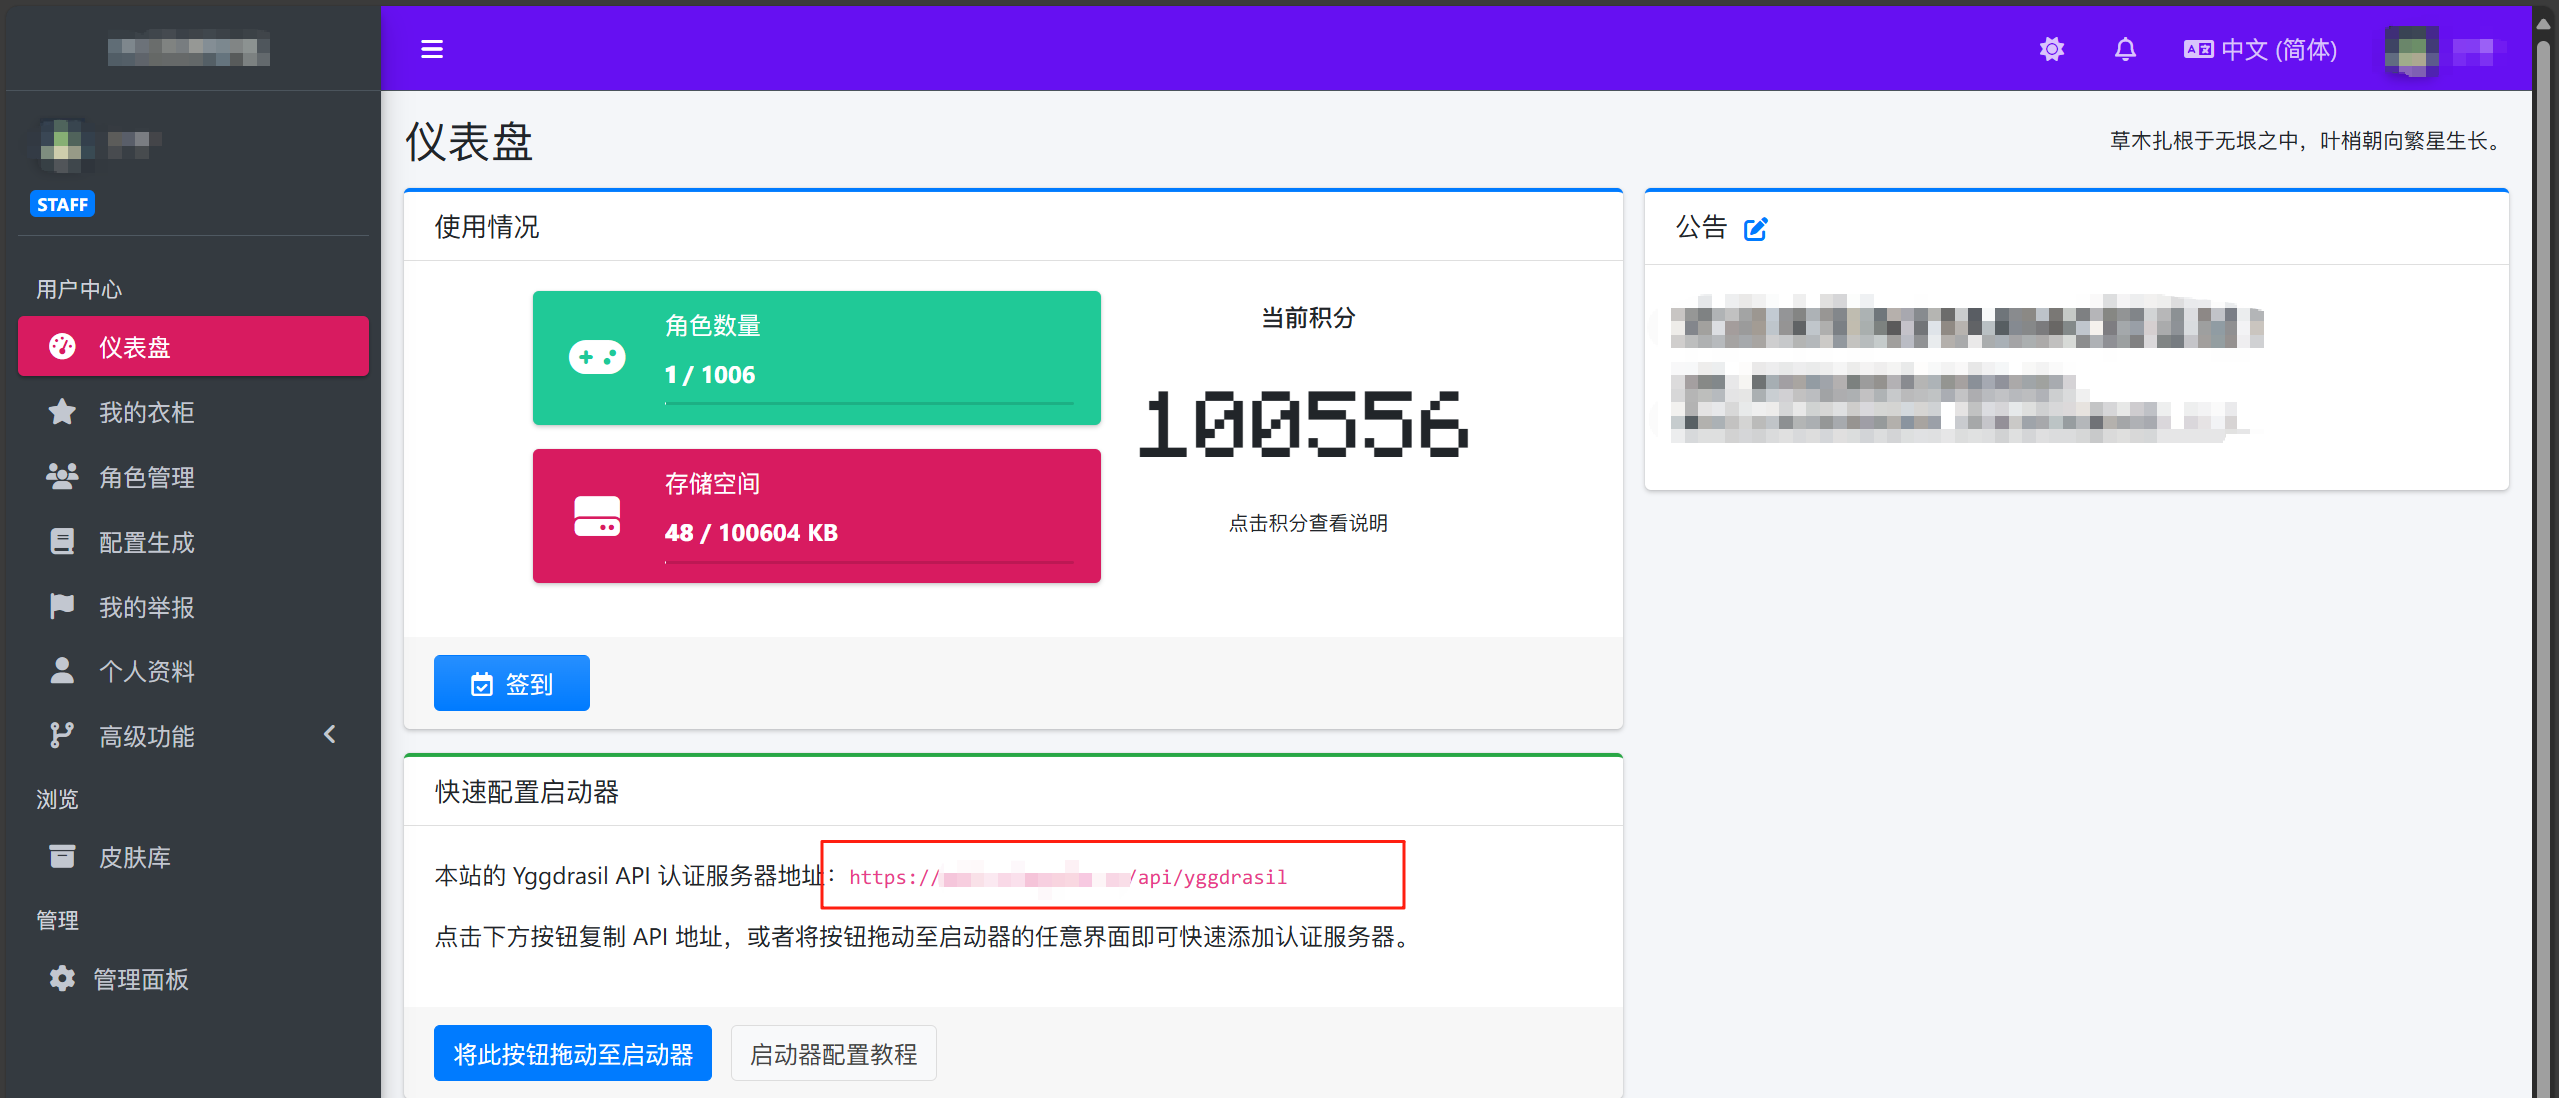 中文 (简体)
STAFF
用户中心
仪表盘
我的衣柜
角色管理
配置生成
我的举报
个人资料
高级功能
浏览
皮肤库
管理
管理面板
仪表盘
草木扎根于无垠之中，叶梢朝向繁星生长。
使用情况
角色数量
1 / 1006
存储空间
48 / 100604 KB
当前积分
100556
点击积分查看说明
签到
公告
快速配置启动器
本站的 Yggdrasil API 认证服务器地址：https:// /api/yggdrasil
点击下方按钮复制 API 地址，或者将按钮拖动至启动器的任意界面即可快速添加认证服务器。
将此按钮拖动至启动器
启动器配置教程